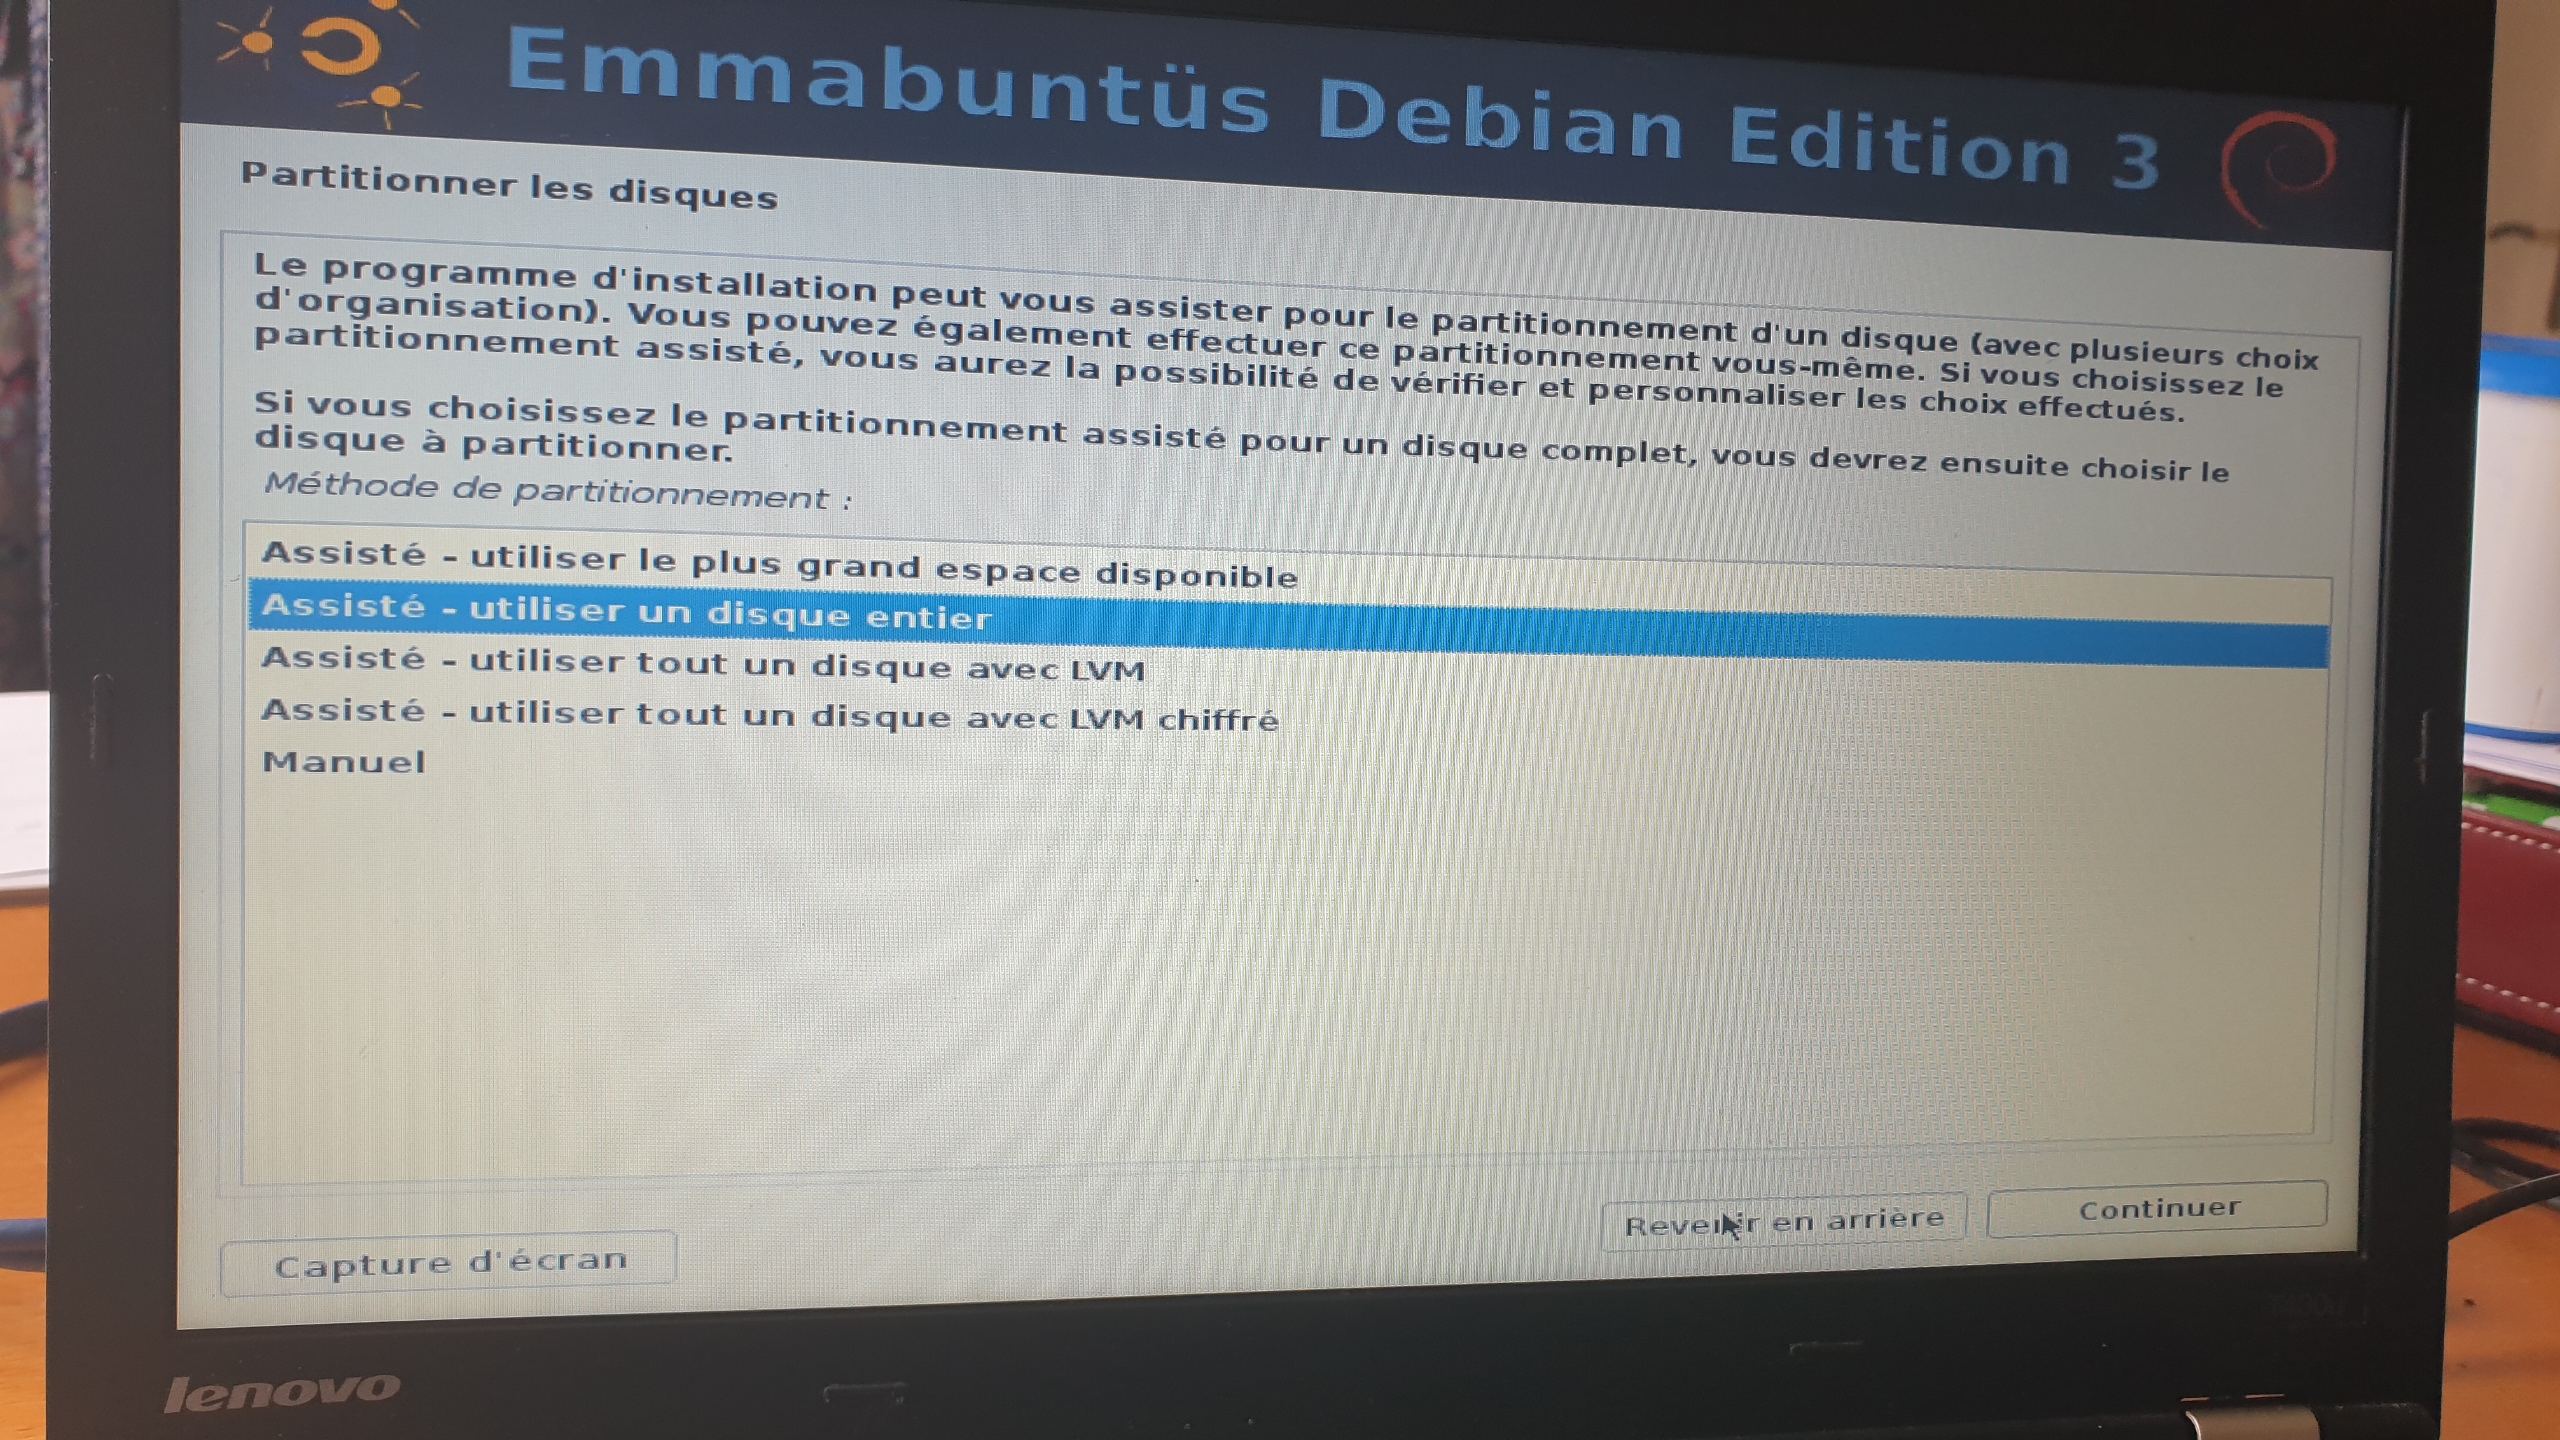 Emmabuntüs Debian Edition 3
Partitionner les disques
Le programme d'installation peut vous assister pour le partitionnement d'un disque (avec plusieurs choix
d'organisation). Vous pouvez également effectuer ce partitionnement vous-même. Si vous choisissez le
partitionnement assisté, vous aurez la possibilité de vérifier et personnaliser les choix effectués.
Si vous choisissez le partitionnement assisté pour un disque complet, vous devrez ensuite choisir le
disque à partitionner.
Méthode de partitionnement :
Assisté - utiliser le plus grand espace disponible
Assisté - utiliser un disque entier
Assisté - utiliser tout un disque avec LVM
Assisté - utiliser tout un disque avec LVM chiffré
Manuel
Capture d'écran
Revenir en arrière
Continuer
lenovo